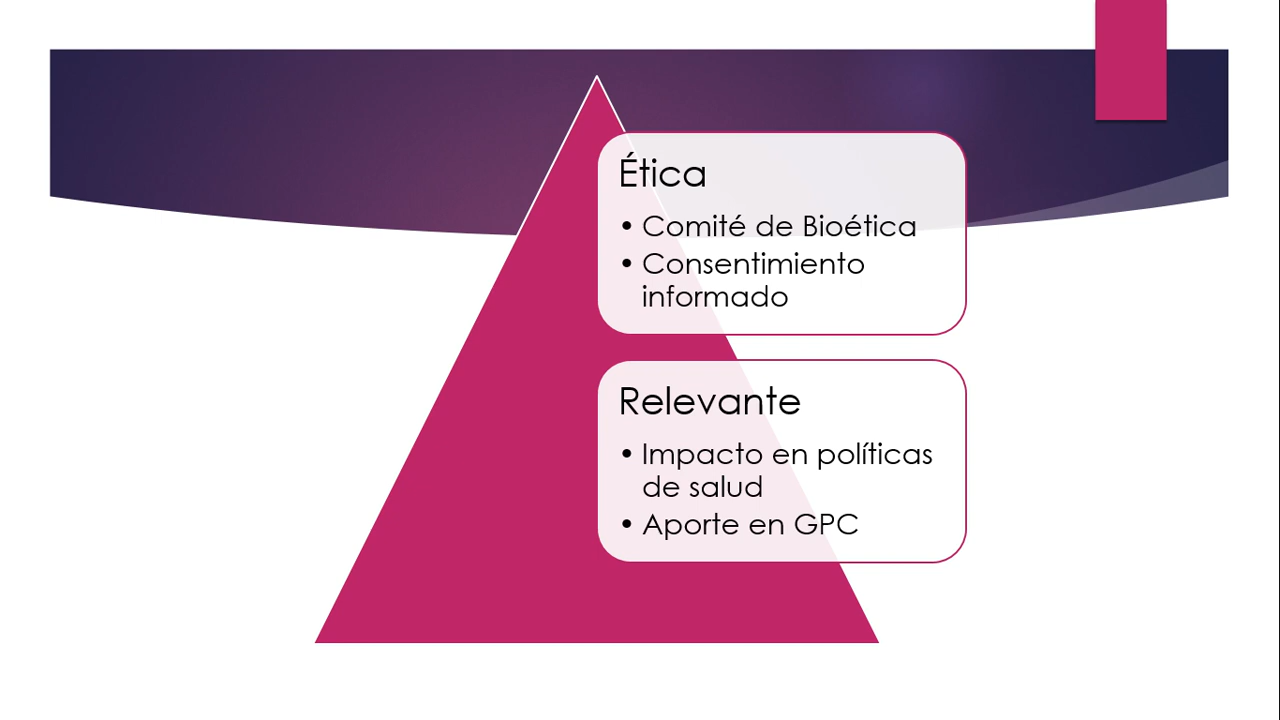 Ética
• Comité de Bioética
• Consentimiento
informado
Relevante
• Impacto en políticas
de salud
• Aporte en GPC